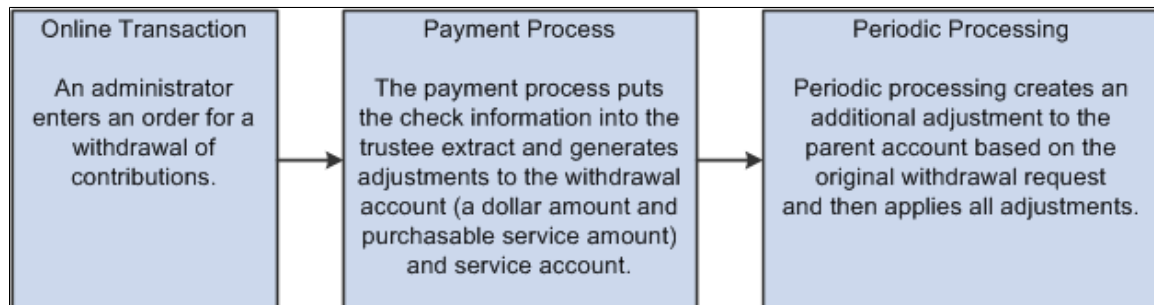 Online Transaction
An administrator
enters an order for a
withdrawal of
contributions.
Payment Process
The payment process puts
the check information into the
trustee extract and generates
adjustments to the withdrawal
account (a dollar amount and
purchasable service amount)
and service account.
Periodic Processing
Periodic processing creates an
additional adjustment to the
parent account based on the
original withdrawal request
and then applies all adjustments.